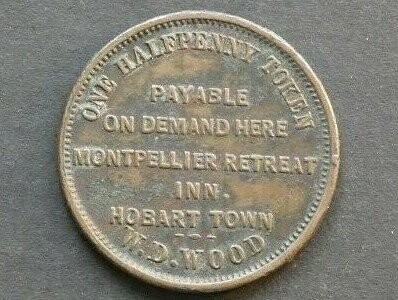 ONE HALFPENNY TOKEN
PAYABLE
ON DEMAND HERE
MONTPELLIER RETREAT
INN.
HOBART TOWN
W.D.WOOD